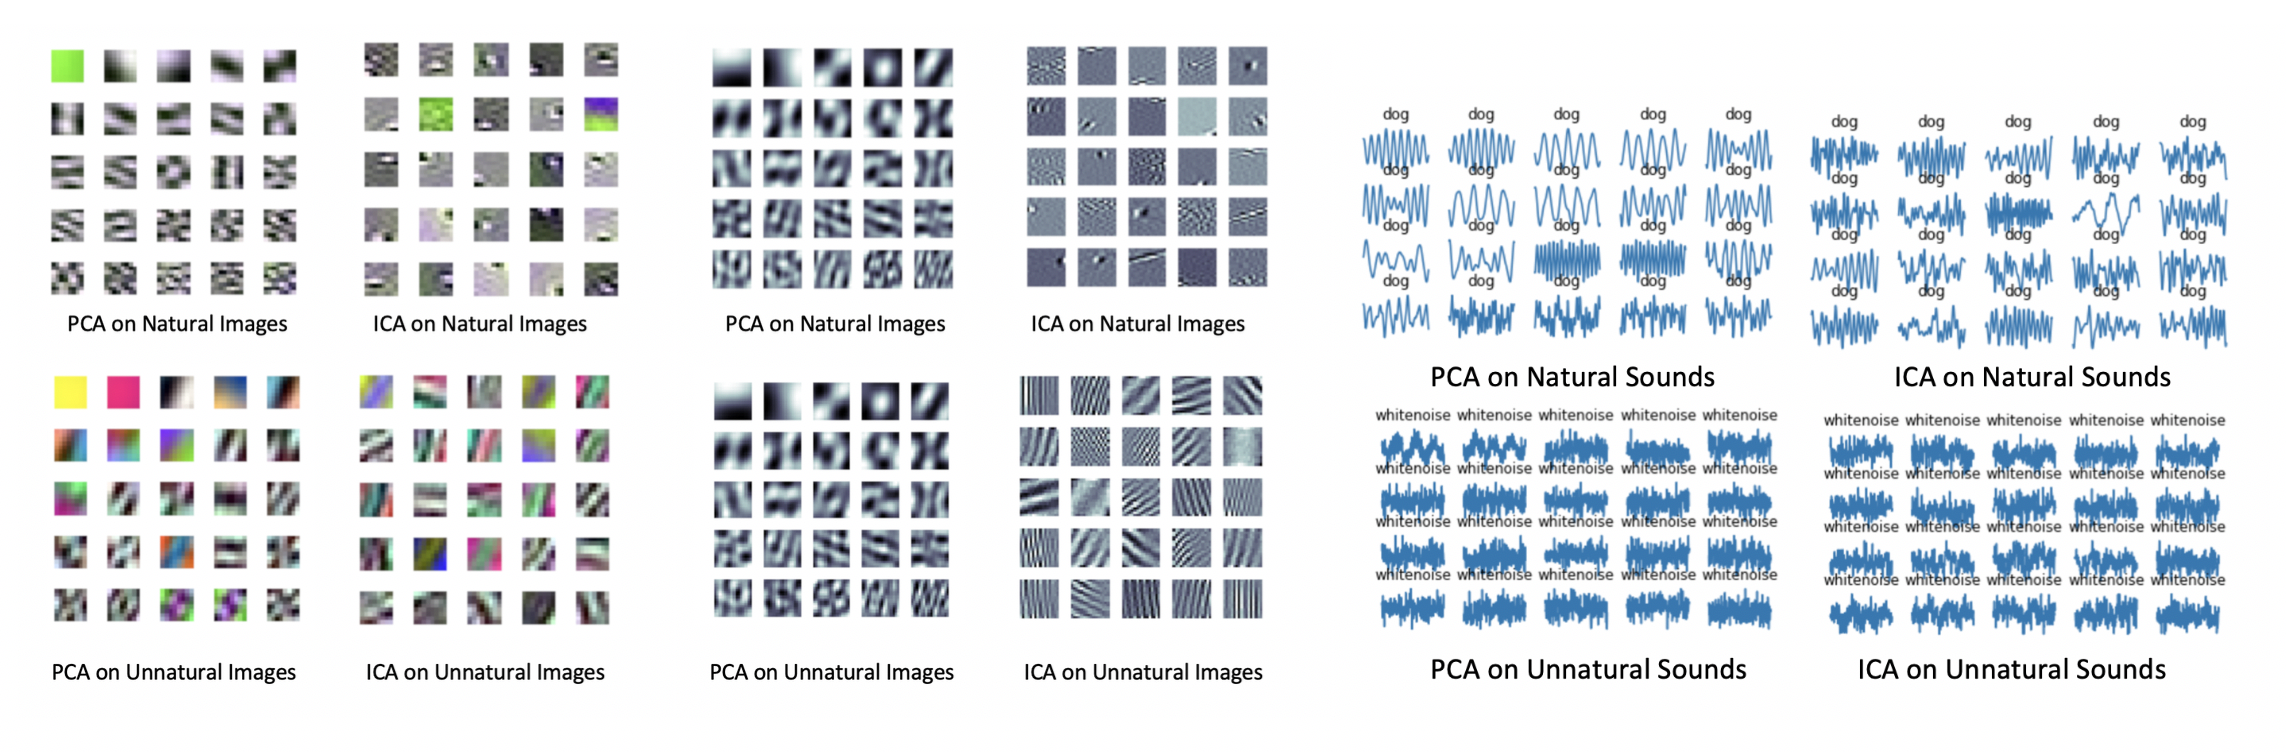 dog dog dog dog dog
dog dog dog dog dog
dog dog dog dog dog
dog dog dog dog dog
dog dog dog dog dog
dog dog dog dog dog
dog dog dog dog dog
dog dog dog dog dog
PCA on Natural Images
ICA on Natural Images
PCA on Natural Images
ICA on Natural Images
PCA on Natural Sounds
ICA on Natural Sounds
whitenoise whitenoise whitenoise whitenoise whitenoise
whitenoise whitenoise whitenoise whitenoise whitenoise
whitenoise whitenoise whitenoise whitenoise whitenoise
whitenoise whitenoise whitenoise whitenoise whitenoise
whitenoise whitenoise whitenoise whitenoise whitenoise
whitenoise whitenoise whitenoise whitenoise whitenoise
whitenoise whitenoise whitenoise whitenoise whitenoise
whitenoise whitenoise whitenoise whitenoise whitenoise
PCA on Unnatural Images
ICA on Unnatural Images
PCA on Unnatural Images
ICA on Unnatural Images
PCA on Unnatural Sounds
ICA on Unnatural Sounds